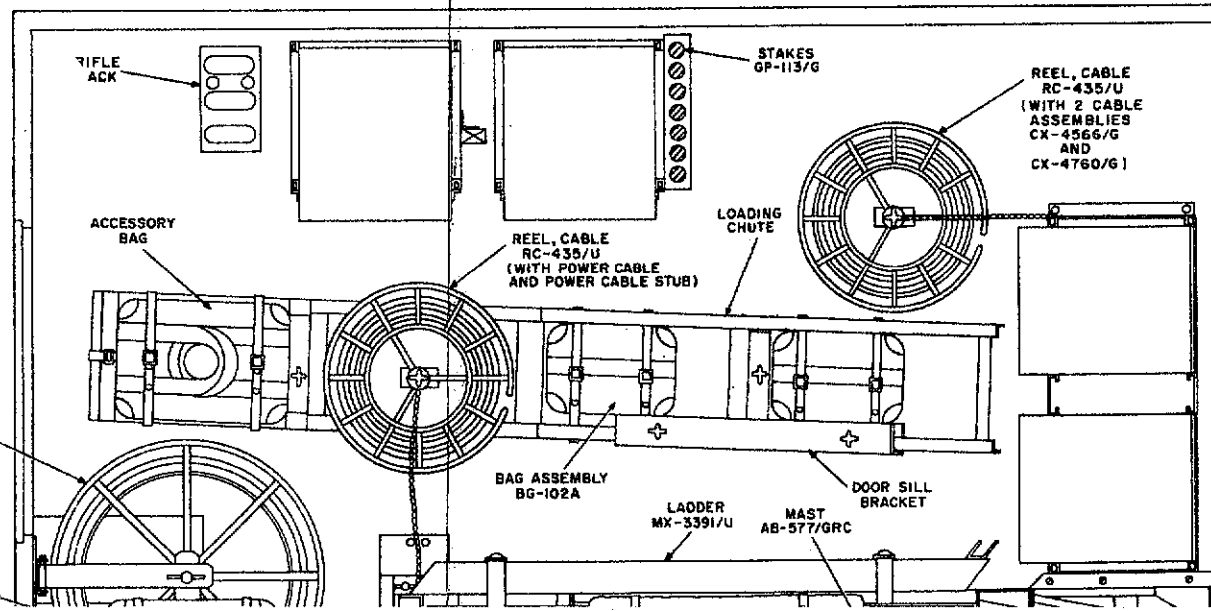 RIFLE
ACK
STAKES
GP-113/G
REEL, CABLE
RC-435/U
(WITH 2 CABLE
ASSEMBLIES
CX-4566/G
AND
CX-4760/G)
ACCESSORY
BAG
REEL, CABLE
RC-435/U
(WITH POWER CABLE
AND POWER CABLE STUB)
LOADING
CHUTE
BAG ASSEMBLY
BG-102A
DOOR SILL
BRACKET
LADDER
MX-3391/U
MAST
AB-577/GRC